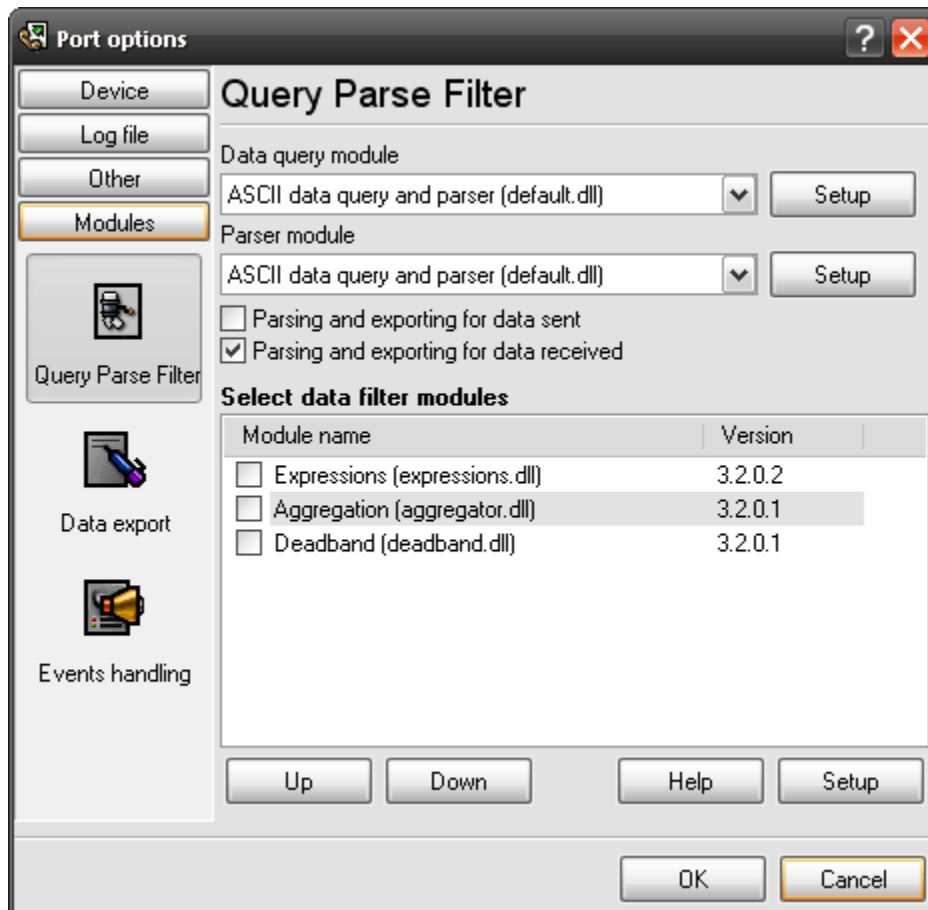 Port options
Device
Log file
Other
Modules
Query Parse Filter
Data export
Events handling
Query Parse Filter
Data query module
ASCII data query and parser (default.dll) Setup
Parser module
ASCII data query and parser (default.dll) Setup
Parsing and exporting for data sent
Parsing and exporting for data received
Select data filter modules
Module name Version
Expressions (expressions.dll) 3.2.0.2
Aggregation (aggregator.dll) 3.2.0.1
Deadband (deadband.dll) 3.2.0.1
Up Down Help Setup
OK Cancel